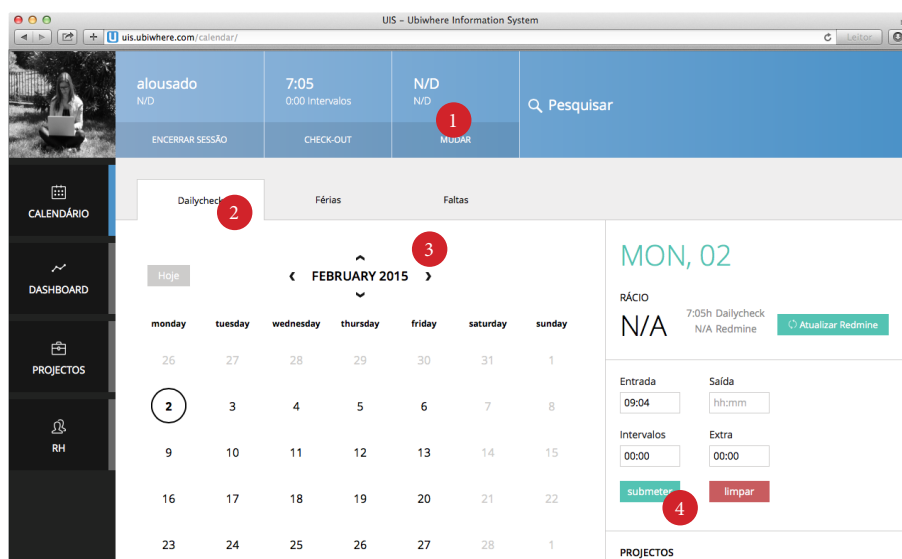 UIS – Ubiwhere Information System
uis.ubiwhere.com/calendar/
Leitor
alousado
N/D
7:05
0:00 Intervalos
N/D
N/D
Pesquisar
1
ENCERRAR SESSÃO
CHECK-OUT
MUDAR
CALENDÁRIO
DASHBOARD
PROJECTOS
RH
Dailycheck
2
Férias
Faltas
3
Hoje
FEBRUARY 2015
monday tuesday wednesday thursday friday saturday sunday
26 27 28 29 30 31 1
2 3 4 5 6 7 8
9 10 11 12 13 14 15
16 17 18 19 20 21 22
23 24 25 26 27 28 1
MON, 02
RÁCIO
N/A
7:05h Dailycheck
N/A Redmine
Atualizar Redmine
Entrada Saída
09:04 hh:mm
Intervalos Extra
00:00 00:00
submeter limpar
4
PROJECTOS